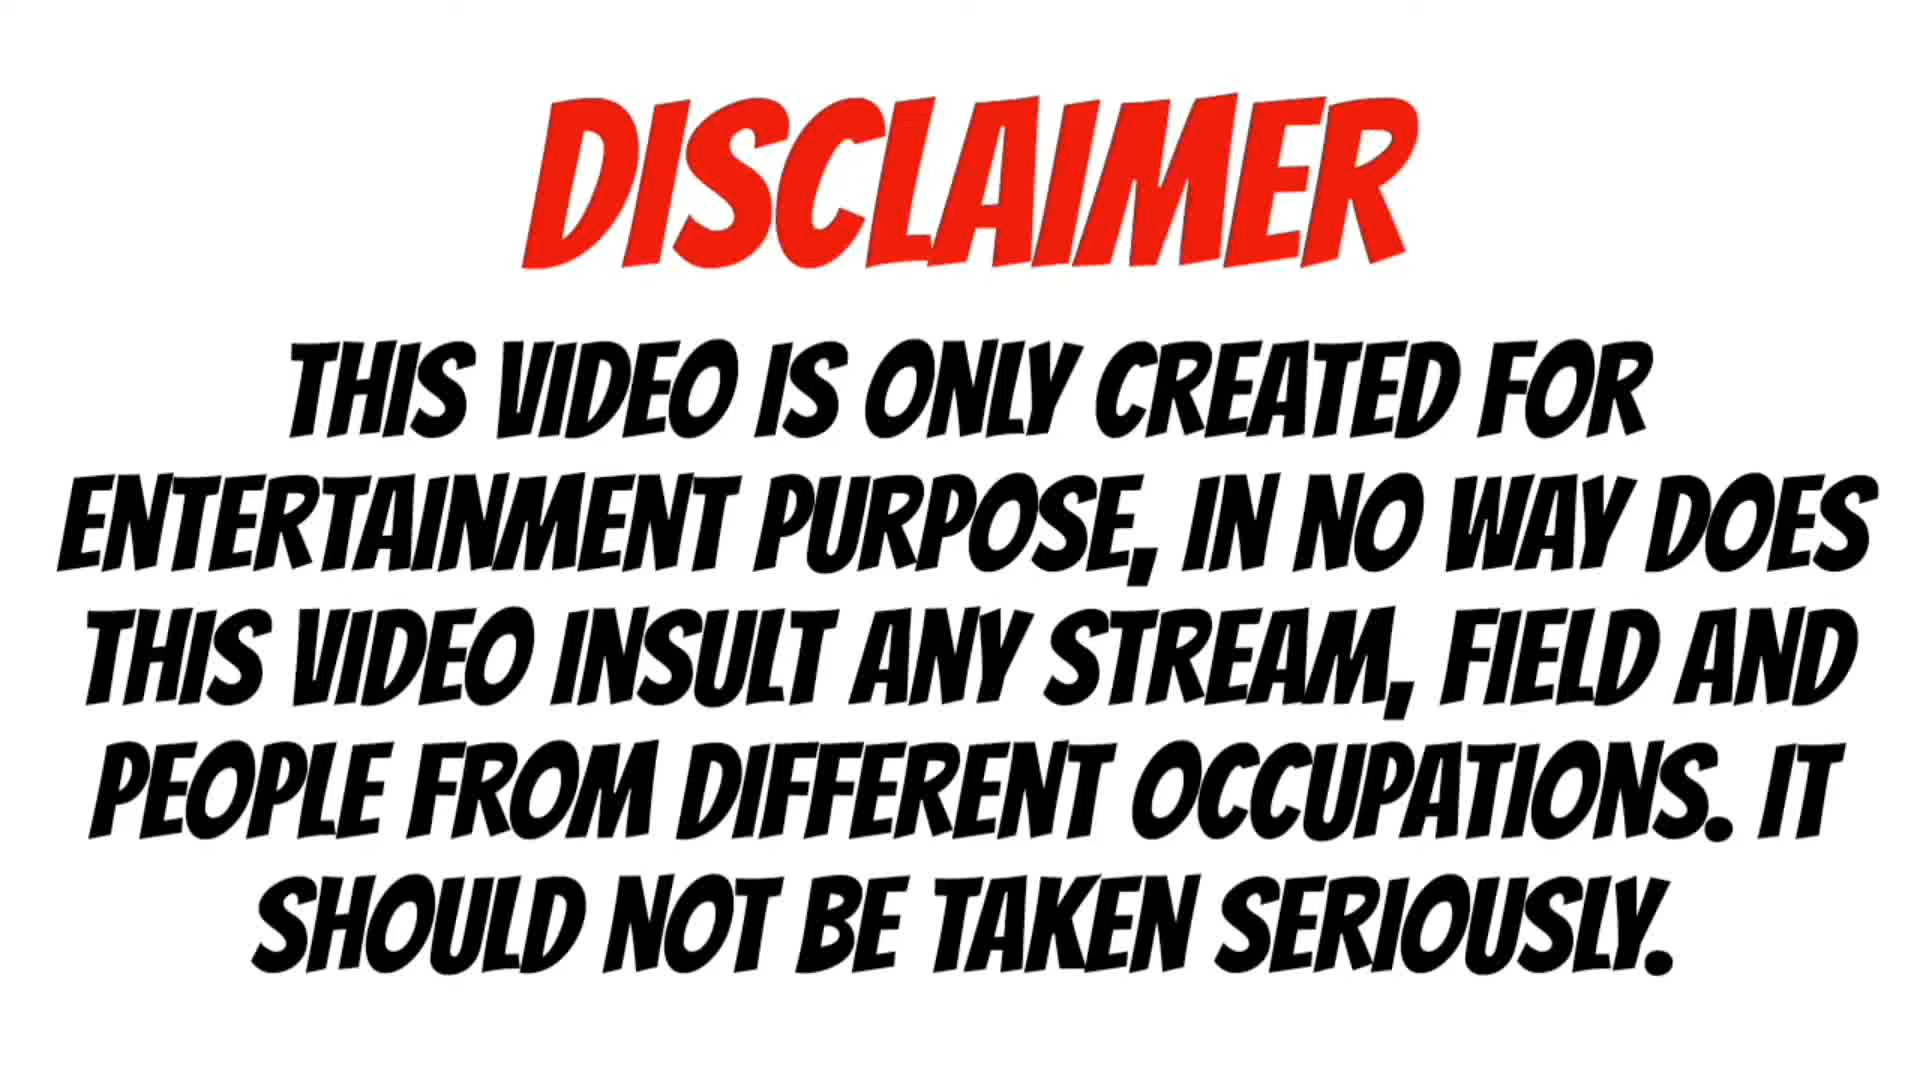 DISCLAIMER
THIS VIDEO IS ONLY CREATED FOR
ENTERTAINMENT PURPOSE, IN NO WAY DOES
THIS VIDEO INSULT ANY STREAM, FIELD AND
PEOPLE FROM DIFFERENT OCCUPATIONS. IT
SHOULD NOT BE TAKEN SERIOUSLY.